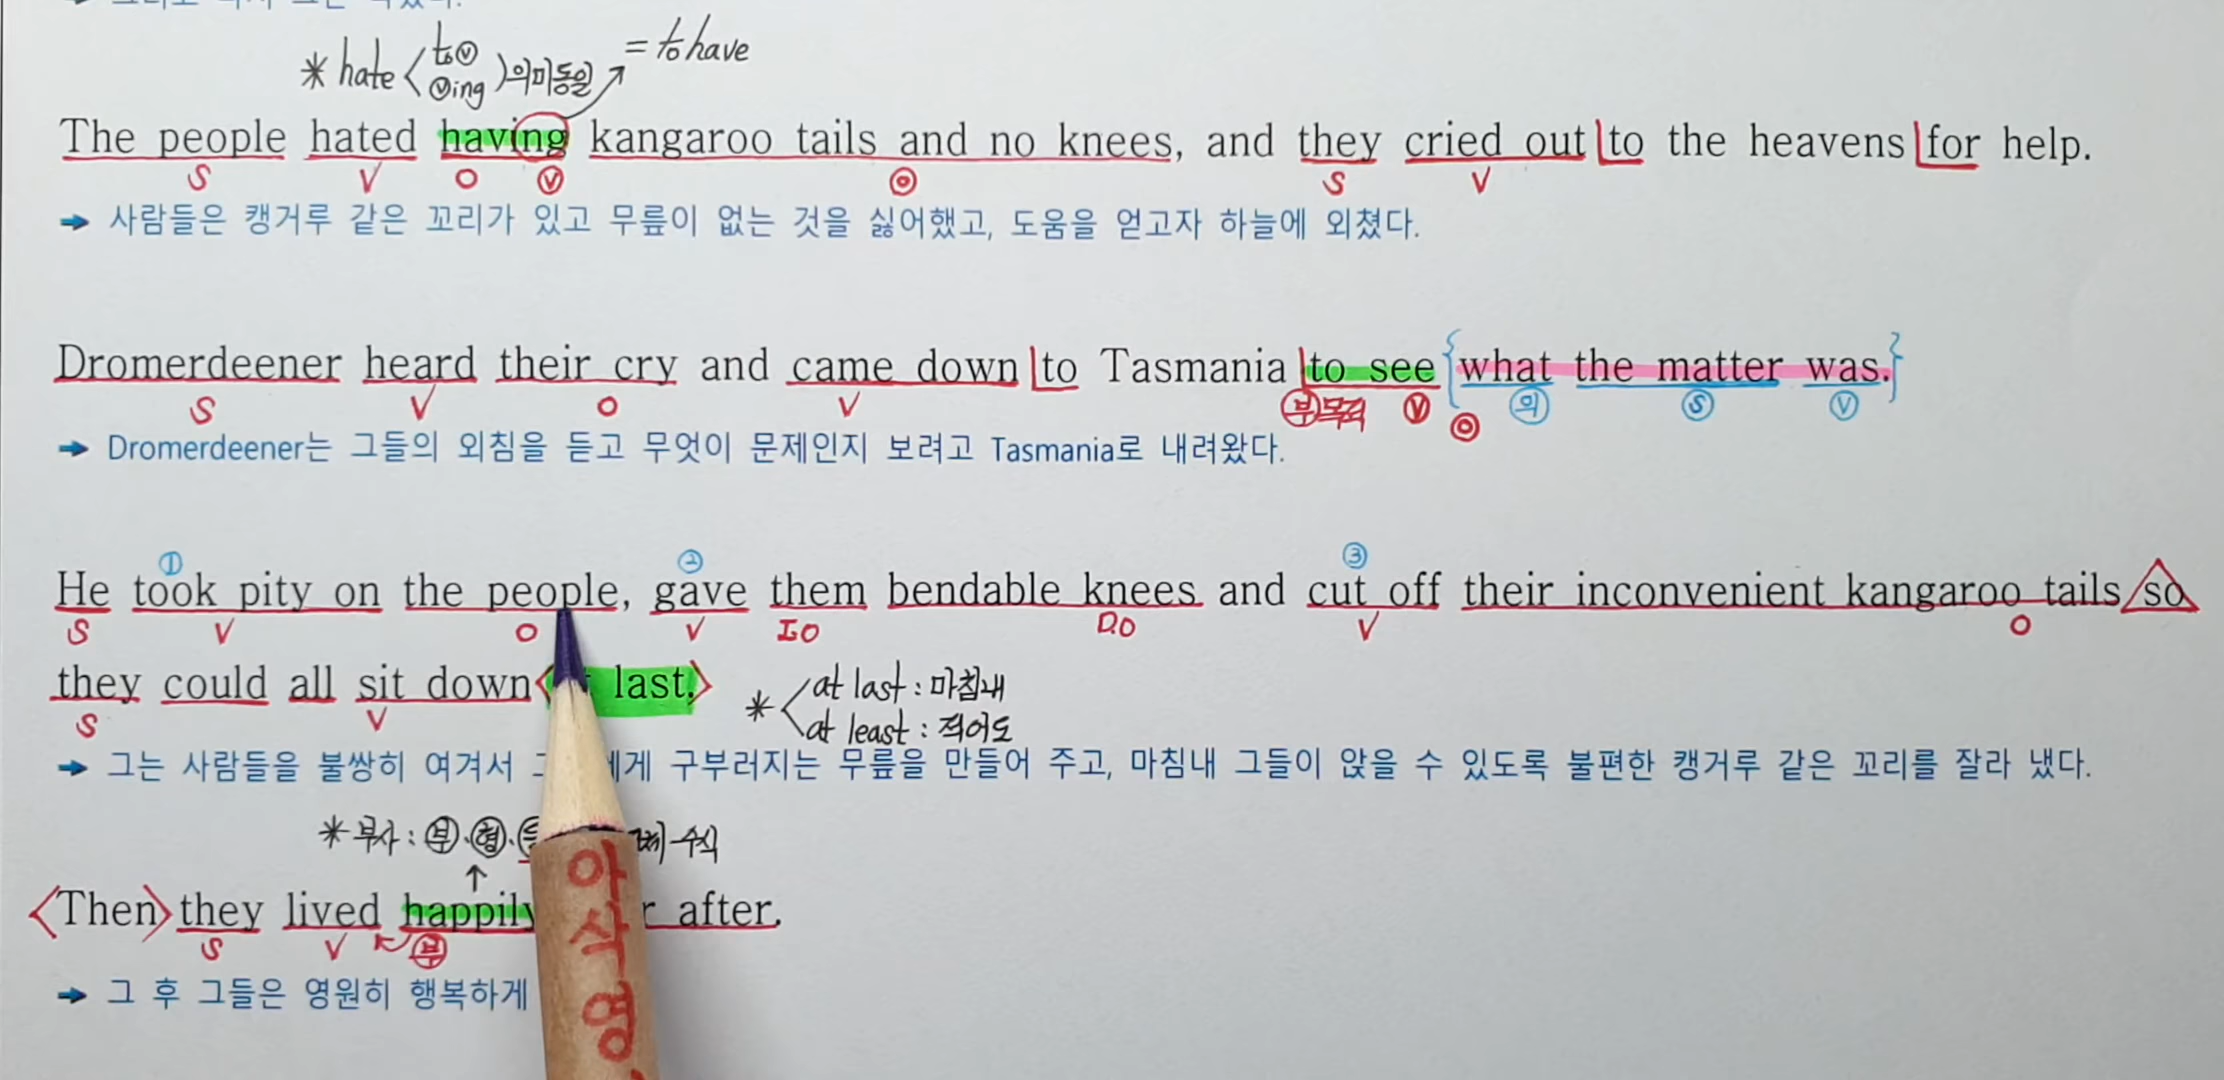 * hate < to ⓥ ⓥing ) 의미동일 = to have
The people hated having kangaroo tails and no knees, and they cried out to the heavens for help.
S V O ⓥ ⓞ S V
➡ 사람들은 캥거루 같은 꼬리가 있고 무릎이 없는 것을 싫어했고, 도움을 얻고자 하늘에 외쳤다.
Dromerdeener heard their cry and came down to Tasmania to see {what the matter was.}
S V O V ㊄목적 ⓥ ⓞ 의 ⓢ ⓥ
➡ Dromerdeener는 그들의 외침을 듣고 무엇이 문제인지 보려고 Tasmania로 내려왔다.
① ② ③
He took pity on the people, gave them bendable knees and cut off their inconvenient kangaroo tails so
S V O V I.O D.O V O
they could all sit down < last.> * < at last : 마침내
S V at least : 적어도
➡ 그는 사람들을 불쌍히 여겨서 에게 구부러지는 무릎을 만들어 주고, 마침내 그들이 앉을 수 있도록 불편한 캥거루 같은 꼬리를 잘라 냈다.
* 부사 : 부 · 형 · 수식
<Then> they lived happily after.
S V 부
➡ 그 후 그들은 영원히 행복하게
아삭영